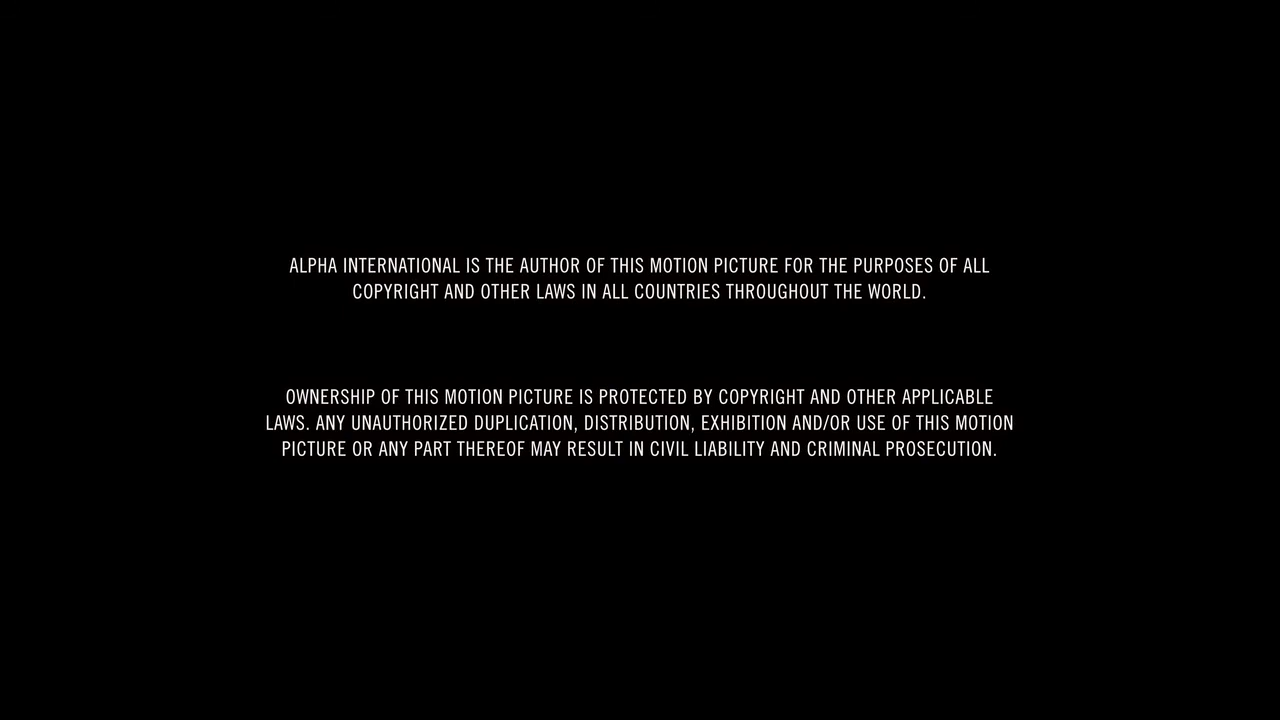 ALPHA INTERNATIONAL IS THE AUTHOR OF THIS MOTION PICTURE FOR THE PURPOSES OF ALL
COPYRIGHT AND OTHER LAWS IN ALL COUNTRIES THROUGHOUT THE WORLD.
OWNERSHIP OF THIS MOTION PICTURE IS PROTECTED BY COPYRIGHT AND OTHER APPLICABLE
LAWS. ANY UNAUTHORIZED DUPLICATION, DISTRIBUTION, EXHIBITION AND/OR USE OF THIS MOTION
PICTURE OR ANY PART THEREOF MAY RESULT IN CIVIL LIABILITY AND CRIMINAL PROSECUTION.